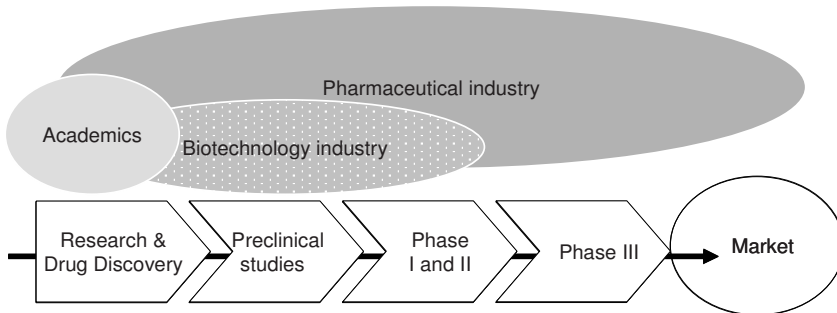 Pharmaceutical industry
Academics
Biotechnology industry
Research &
Drug Discovery
Preclinical
studies
Phase
I and II
Phase III
Market